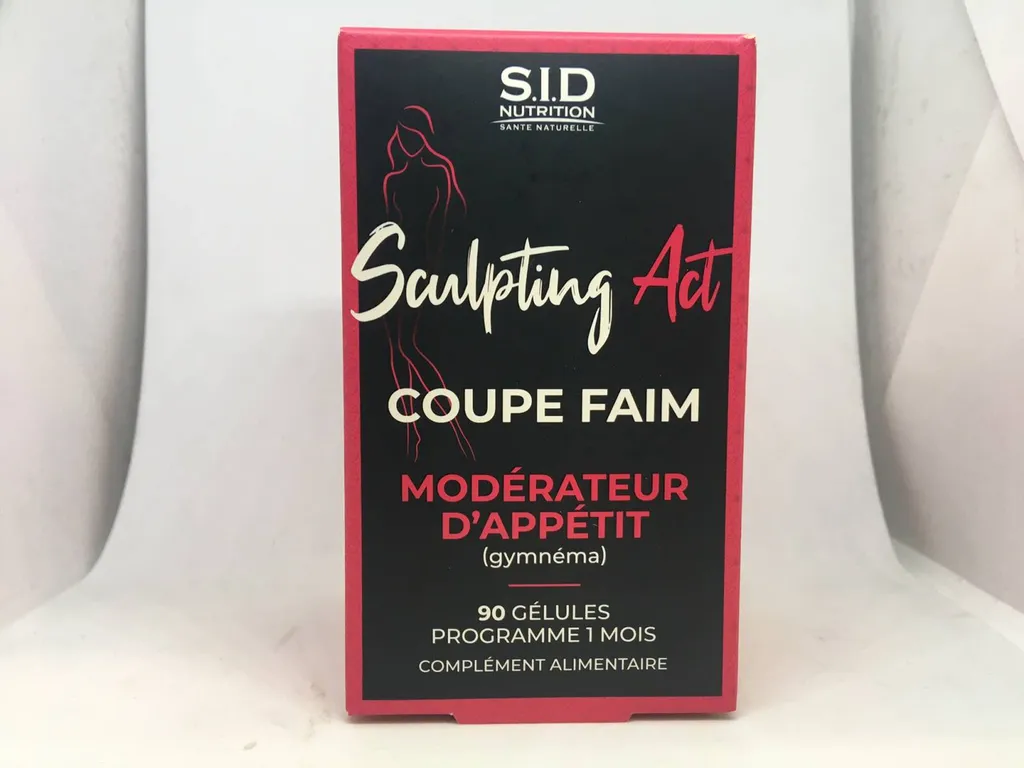 S.I.D
NUTRITION
SANTE NATURELLE
Sculpting Act
COUPE FAIM
MODÉRATEUR
D'APPÉTIT
(gymnéma)
90 GÉLULES
PROGRAMME 1 MOIS
COMPLÉMENT ALIMENTAIRE